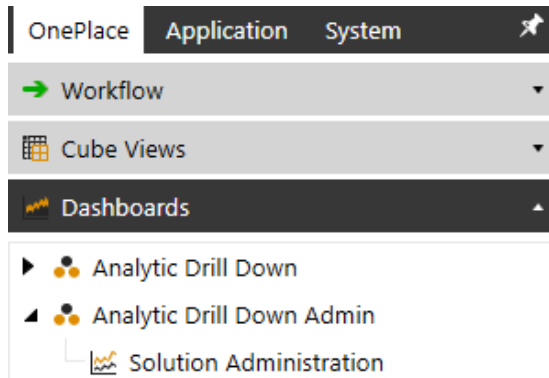 OnePlace Application System
Workflow
Cube Views
Dashboards
Analytic Drill Down
Analytic Drill Down Admin
Solution Administration